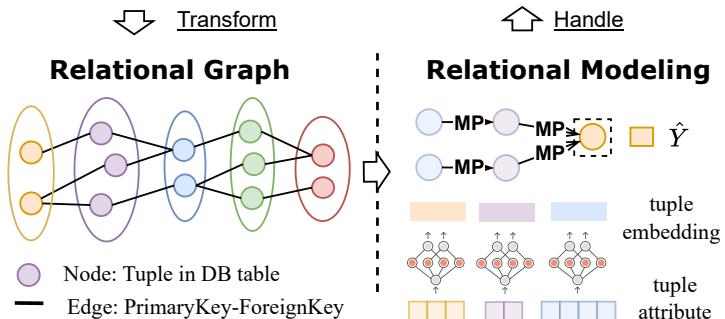 Transform
Handle
Relational Graph
Relational Modeling
MP
MP
MP
MP
Ŷ
tuple
embedding
Node: Tuple in DB table
Edge: PrimaryKey-ForeignKey
tuple
attribute